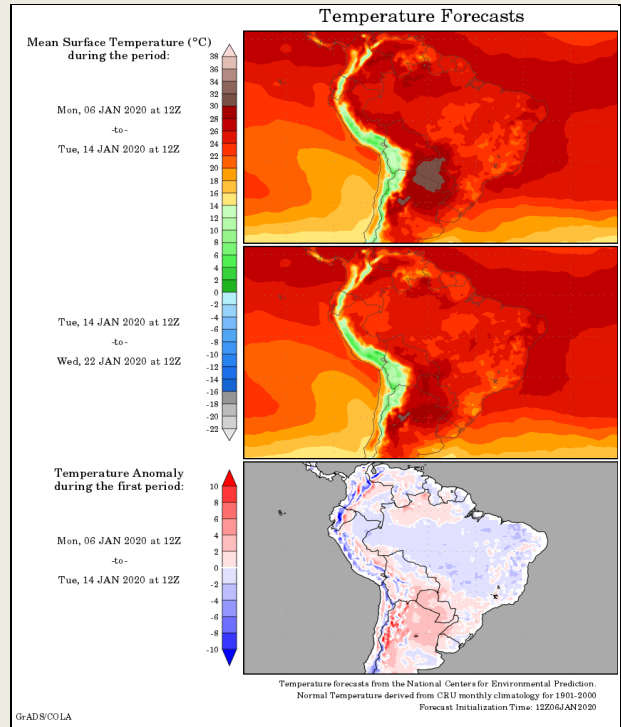 Temperature Forecasts
Mean Surface Temperature (°C)
during the period:
Mon, 06 JAN 2020 at 12Z
-to-
Tue, 14 JAN 2020 at 12Z
38
36
34
32
30
28
26
24
22
20
18
16
14
12
10
8
6
4
2
0
-2
-4
-6
-8
-10
-12
-14
-16
-18
-20
-22
Tue, 14 JAN 2020 at 12Z
-to-
Wed, 22 JAN 2020 at 12Z
Temperature Anomaly
during the first period:
Mon, 06 JAN 2020 at 12Z
-to-
Tue, 14 JAN 2020 at 12Z
10
8
6
4
2
0
-2
-4
-6
-8
-10
Temperature forecasts from the National Centers for Environmental Prediction.
Normal Temperature derived from CRU monthly climatology for 1901-2000
Forecast Initialization Time: 12Z06JAN2020
GrADS/COLA